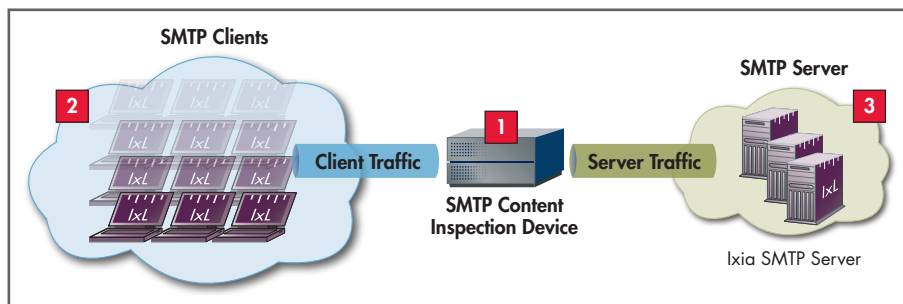 SMTP Clients
2
IxL IxL IxL
IxL IxL IxL
IxL IxL IxL
IxL IxL IxL
Client Traffic
1
SMTP Content
Inspection Device
Server Traffic
SMTP Server
3
IxL
Ixia SMTP Server